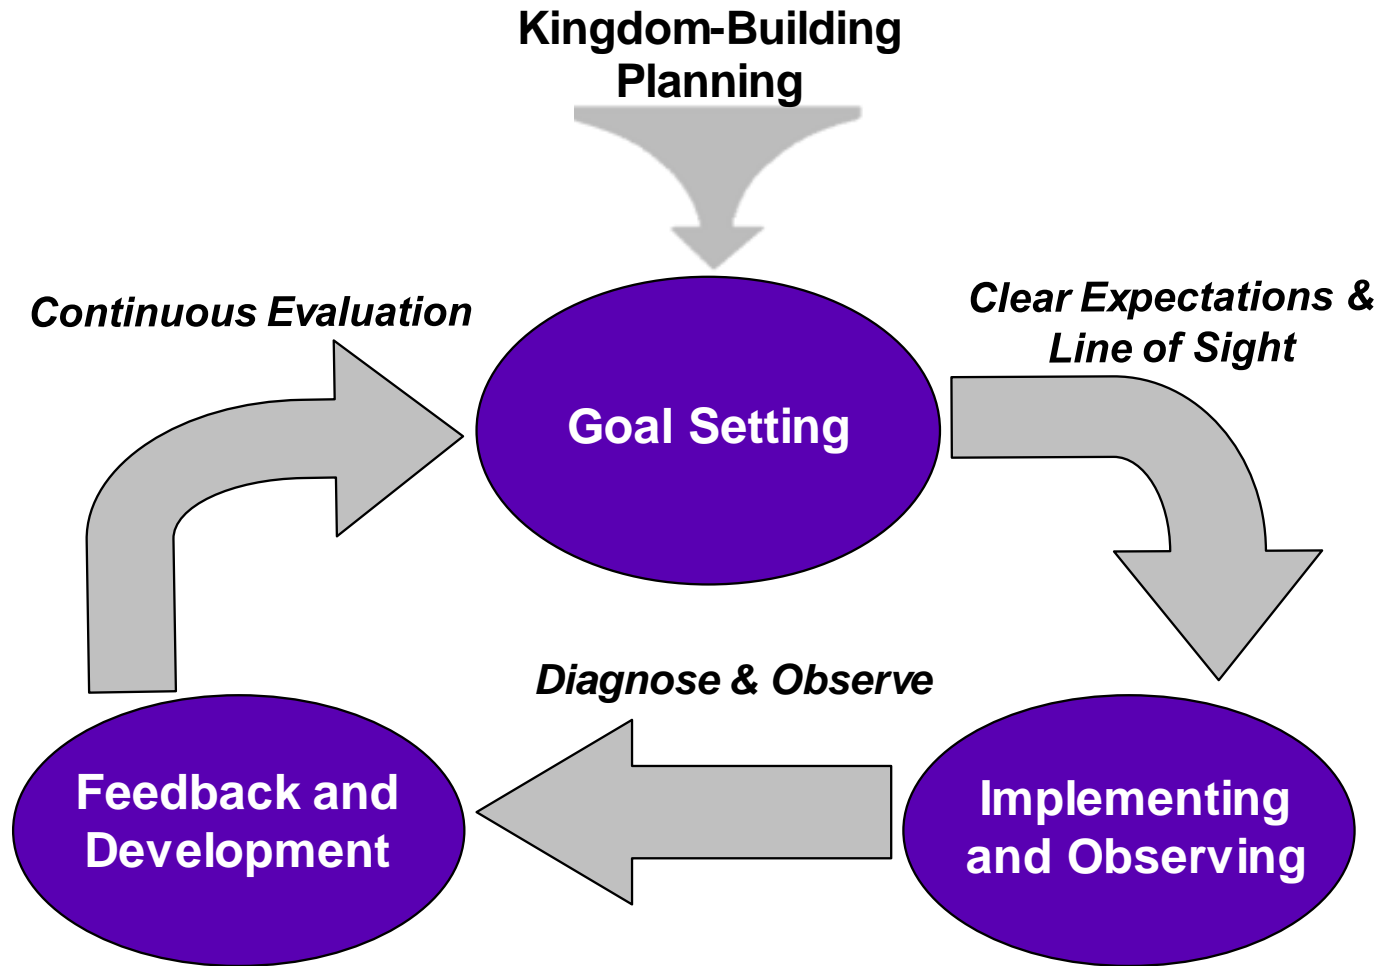 Kingdom-Building
Planning
Continuous Evaluation
Clear Expectations &
Line of Sight
Goal Setting
Diagnose & Observe
Feedback and
Development
Implementing
and Observing